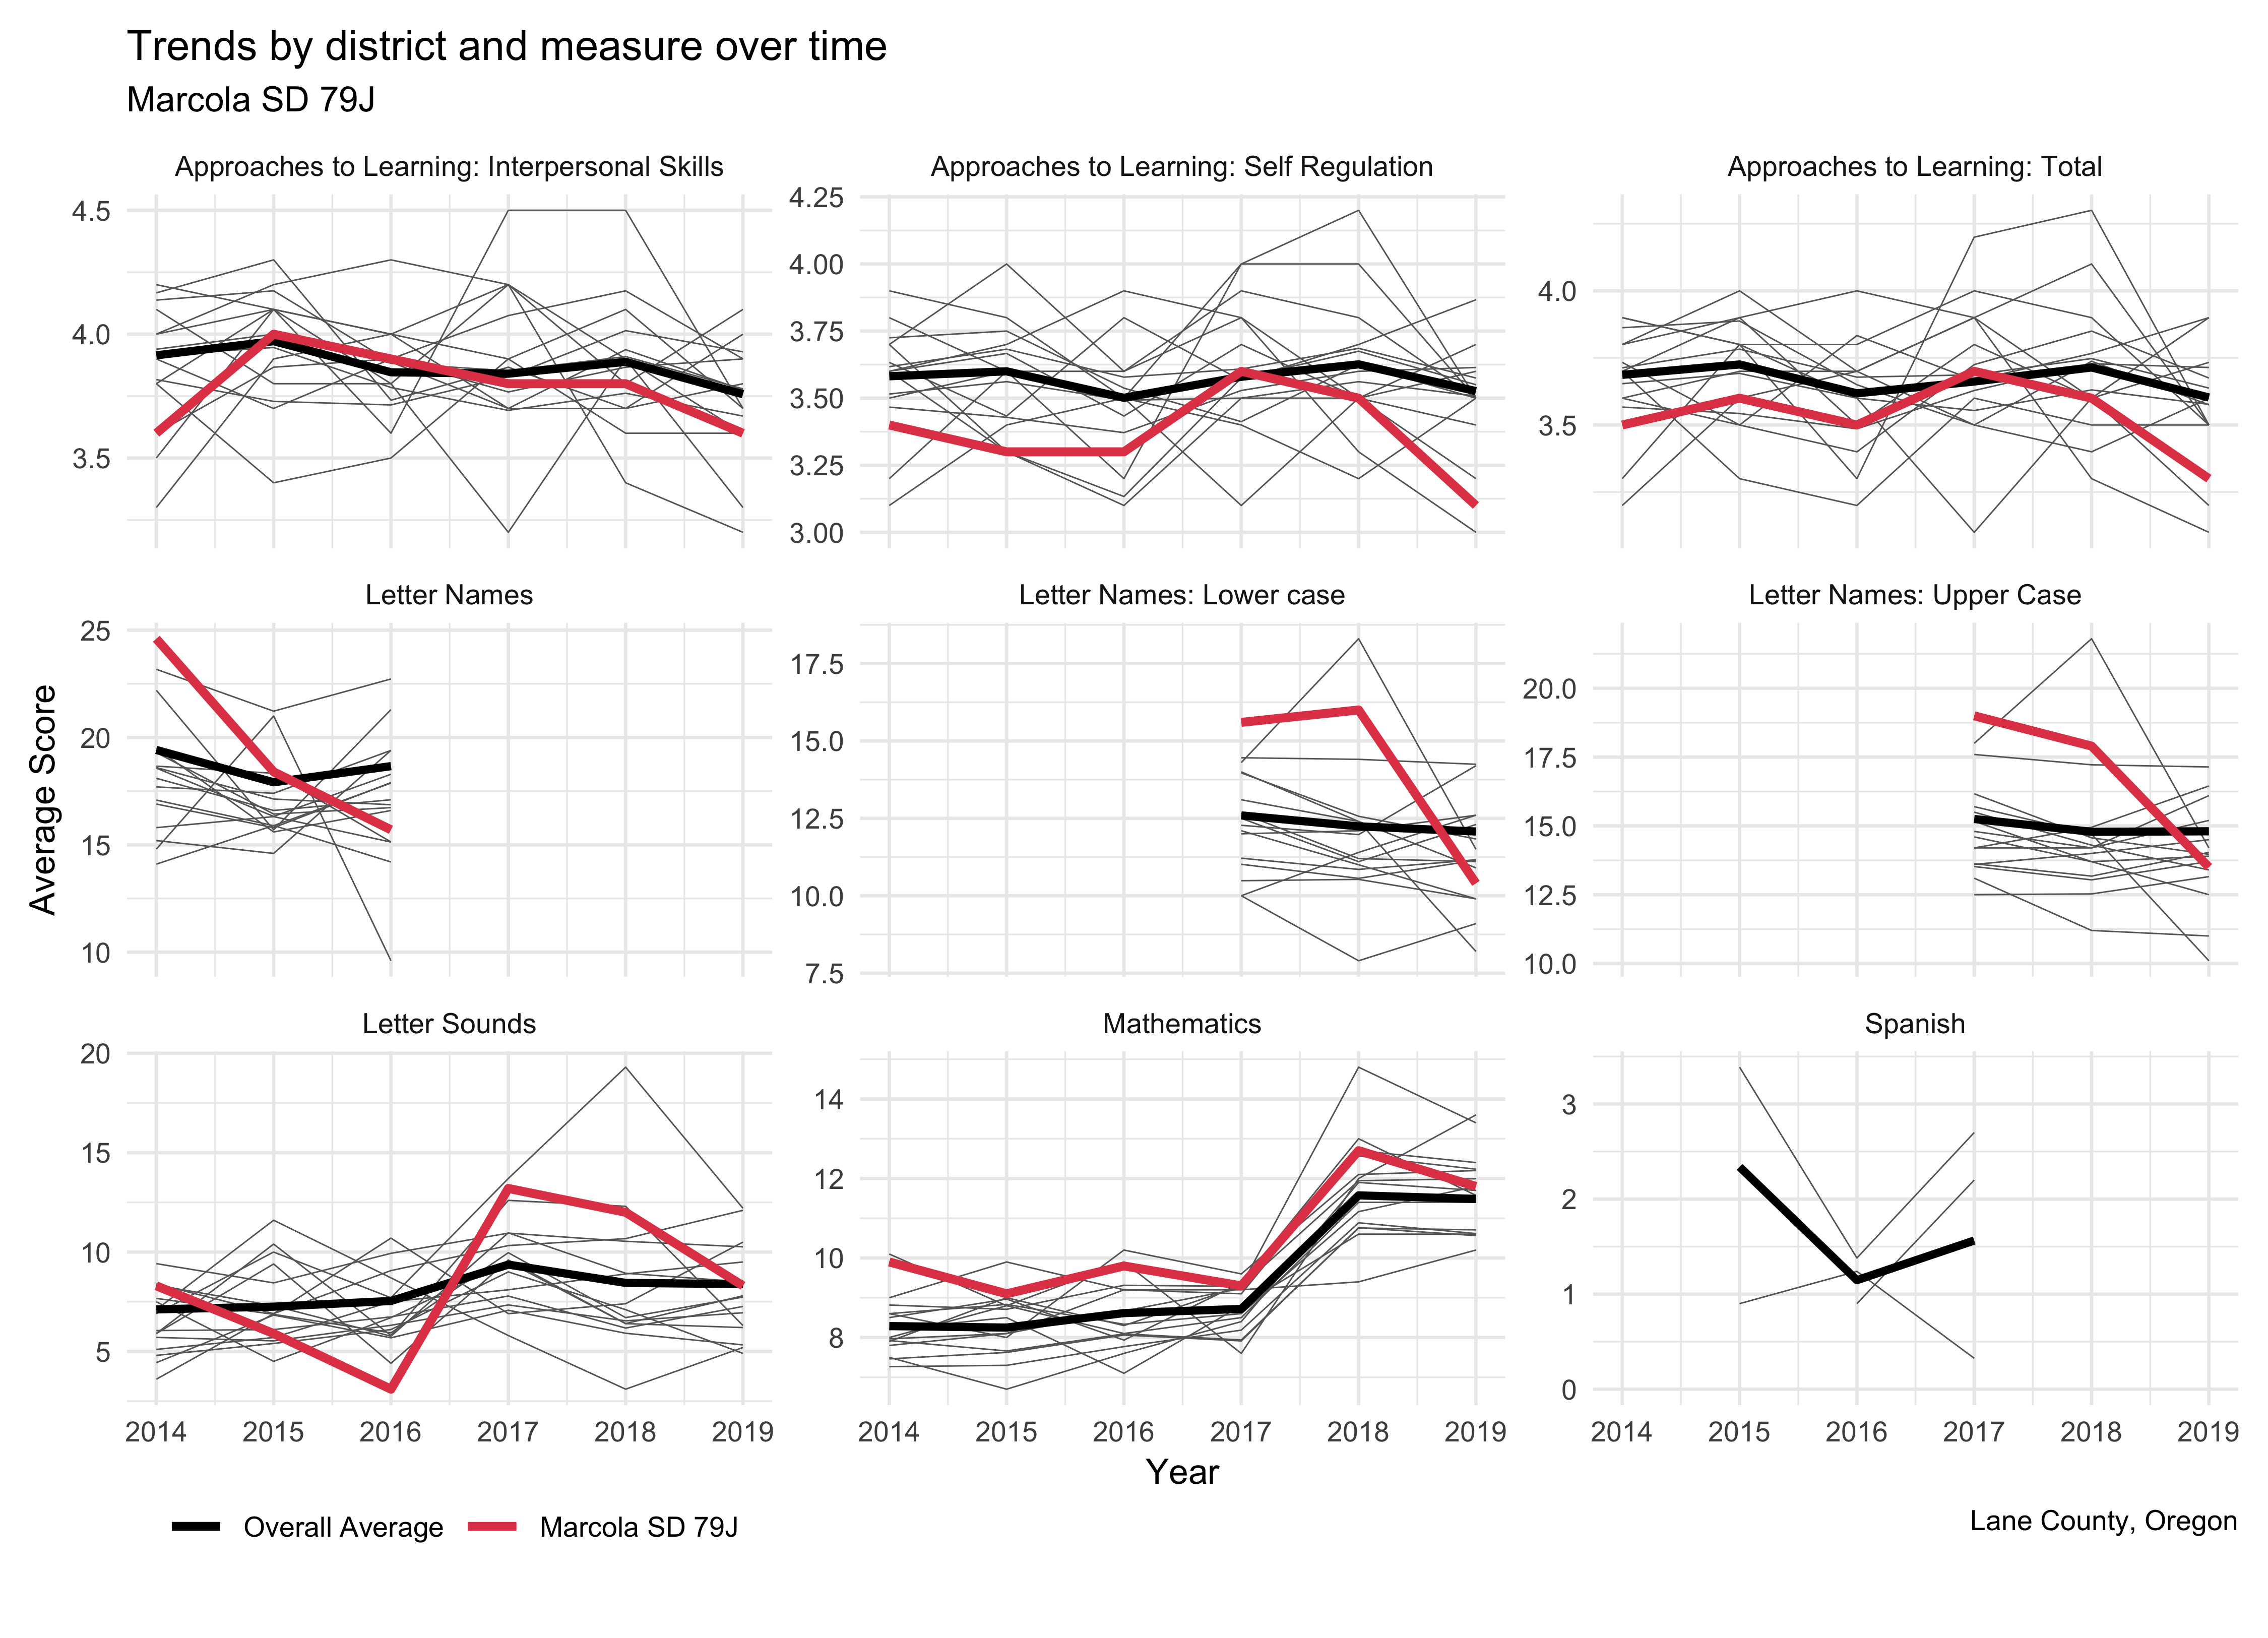 Trends by district and measure over time
Marcola SD 79J
Approaches to Learning: Interpersonal Skills
Approaches to Learning: Self Regulation
Approaches to Learning: Total
4.5
4.0
3.5
4.25
4.00
3.75
3.50
3.25
3.00
4.0
3.5
Letter Names
Letter Names: Lower case
Letter Names: Upper Case
25
20
15
10
17.5
15.0
12.5
10.0
7.5
20.0
17.5
15.0
12.5
10.0
Average Score
Letter Sounds
Mathematics
Spanish
20
15
10
5
14
12
10
8
3
2
1
0
2014 2015 2016 2017 2018 2019
2014 2015 2016 2017 2018 2019
2014 2015 2016 2017 2018 2019
Year
Overall Average
Marcola SD 79J
Lane County, Oregon